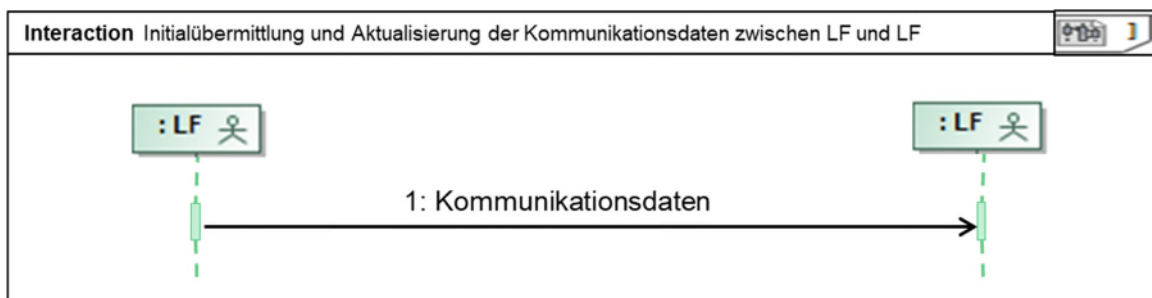 Interaction Initialübermittlung und Aktualisierung der Kommunikationsdaten zwischen LF und LF
: LF
: LF
1: Kommunikationsdaten